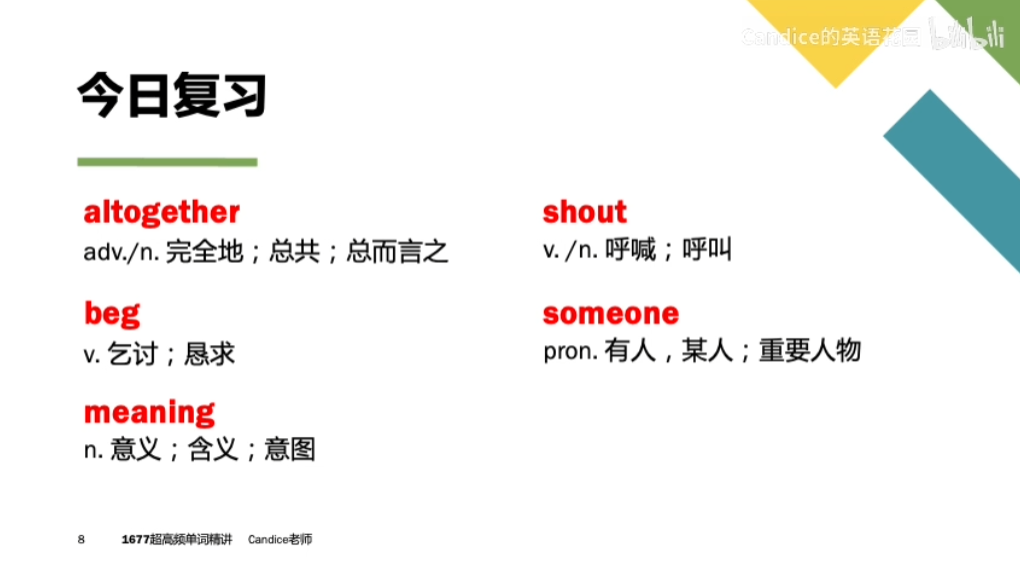 Candice的英语花园 bilibili
今日复习
altogether
adv./n. 完全地；总共；总而言之
beg
v. 乞讨；恳求
meaning
n. 意义；含义；意图
shout
v. /n. 呼喊；呼叫
someone
pron. 有人，某人；重要人物
8 1677超高频单词精讲 Candice老师